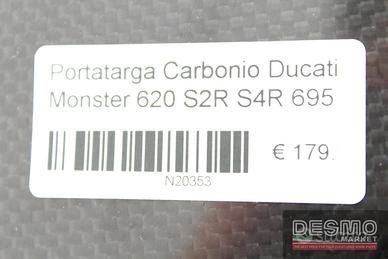 Portatarga Carbonio Ducati
Monster 620 S2R S4R 695
€ 179.
N20353
DESMO
MARKET